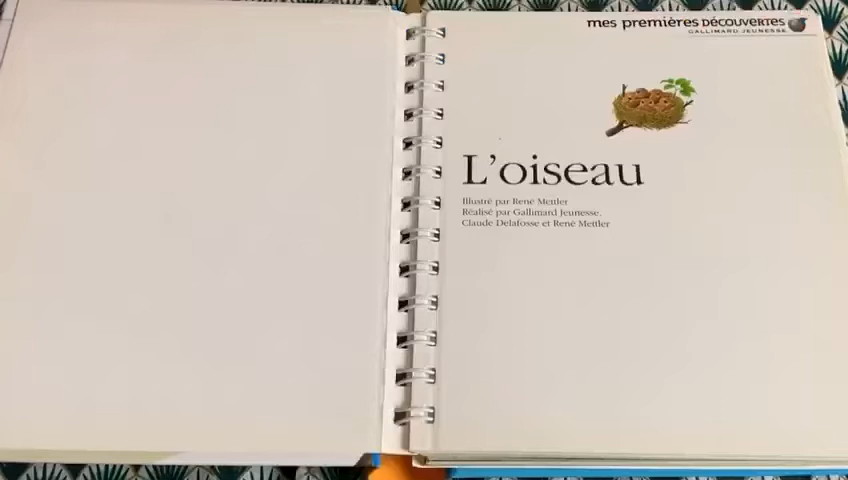 mes premières DÉCOUVERTES
GALLIMARD JEUNESSE
L'oiseau
Illustré par René Mettler
Réalisé par Gallimard Jeunesse,
Claude Delafosse et René Mettler